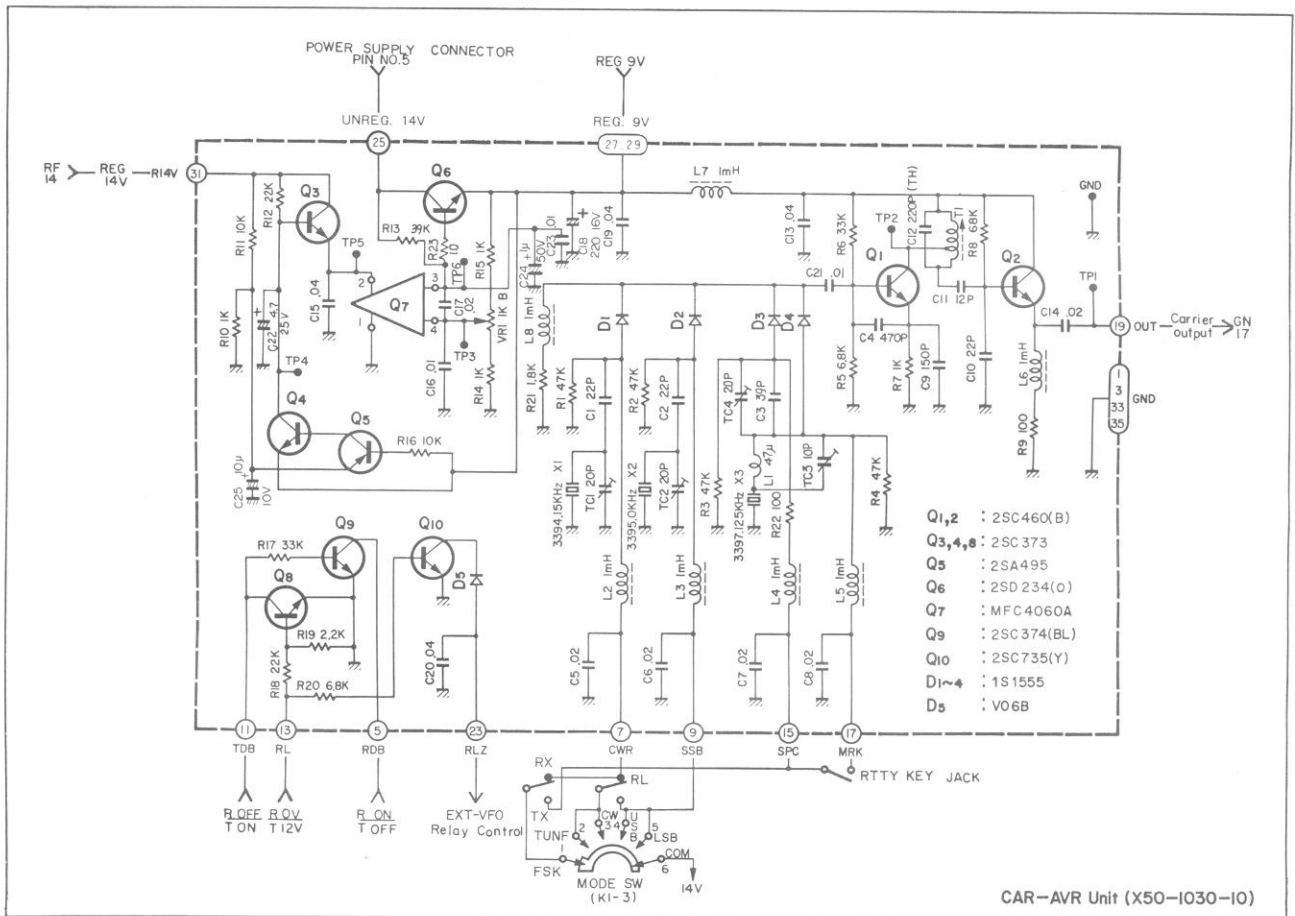 POWER SUPPLY CONNECTOR
PIN NO.5
REG 9V
UNREG. 14V
REG. 9V
25
27,29
RF
14
REG
14V
R14V
31
Q3
R12 22K
R11 10K
R10 1K
TP5
C15 .04
C22 4.7
25V
TP4
Q4
Q5
R16 10K
C25 10µ
10V
Q6
R13 39K
R23
10
R15 1K
TP6
C17
.02
Q7
2
1
3
4
VR1 1K B
TP3
C16 .01
R14 1K
C24 1µ
50V
C23 .01
C18
220 16V
C19 .04
L7 1mH
C13 .04
R6 33K
TP2
C12 220P (TH)
T1
R8 68K
Q1
Q2
GND
TP1
C21 .01
C11 12P
C14 .02
19
OUT
Carrier
output
GN
17
C4 470P
R5 6.8K
R7 1K
C9 150P
C10 22P
L6 1mH
R9 100
1
3
33
35
GND
L8 1mH
R21 1.8K
D1
D2
D3
D4
R1 47K
C1 22P
R2 47K
C2 22P
TC4 20P
C3 39P
3394.15KHz X1
TC1 20P
3395.0KHz X2
TC2 20P
R3 47K
L1 47µ
3397.125KHz X3
TC3 10P
R22 100
R4 47K
L2 1mH
L3 1mH
L4 1mH
L5 1mH
C5 .02
C6 .02
C7 .02
C8 .02
Q1,2 : 2SC460(B)
Q3,4,8 : 2SC373
Q5 : 2SA495
Q6 : 2SD234(O)
Q7 : MFC4060A
Q9 : 2SC374(BL)
Q10 : 2SC735(Y)
D1~4 : 1S1555
D5 : V06B
Q9
Q10
R17 33K
Q8
D5
R19 2.2K
R18 22K
R20 6.8K
C20 .04
11
13
5
23
7
9
15
17
TDB
RL
RDB
RLZ
CWR
SSB
SPC
MRK
R OFF
T ON
R 0V
T 12V
R ON
T OFF
EXT-VFO
Relay Control
RX
TX
RL
RTTY KEY JACK
TUNF
2
CW
3
4
USB
5
LSB
FSK
1
COM
6
14V
MODE SW
(K1-3)
CAR-AVR Unit (X50-1030-10)